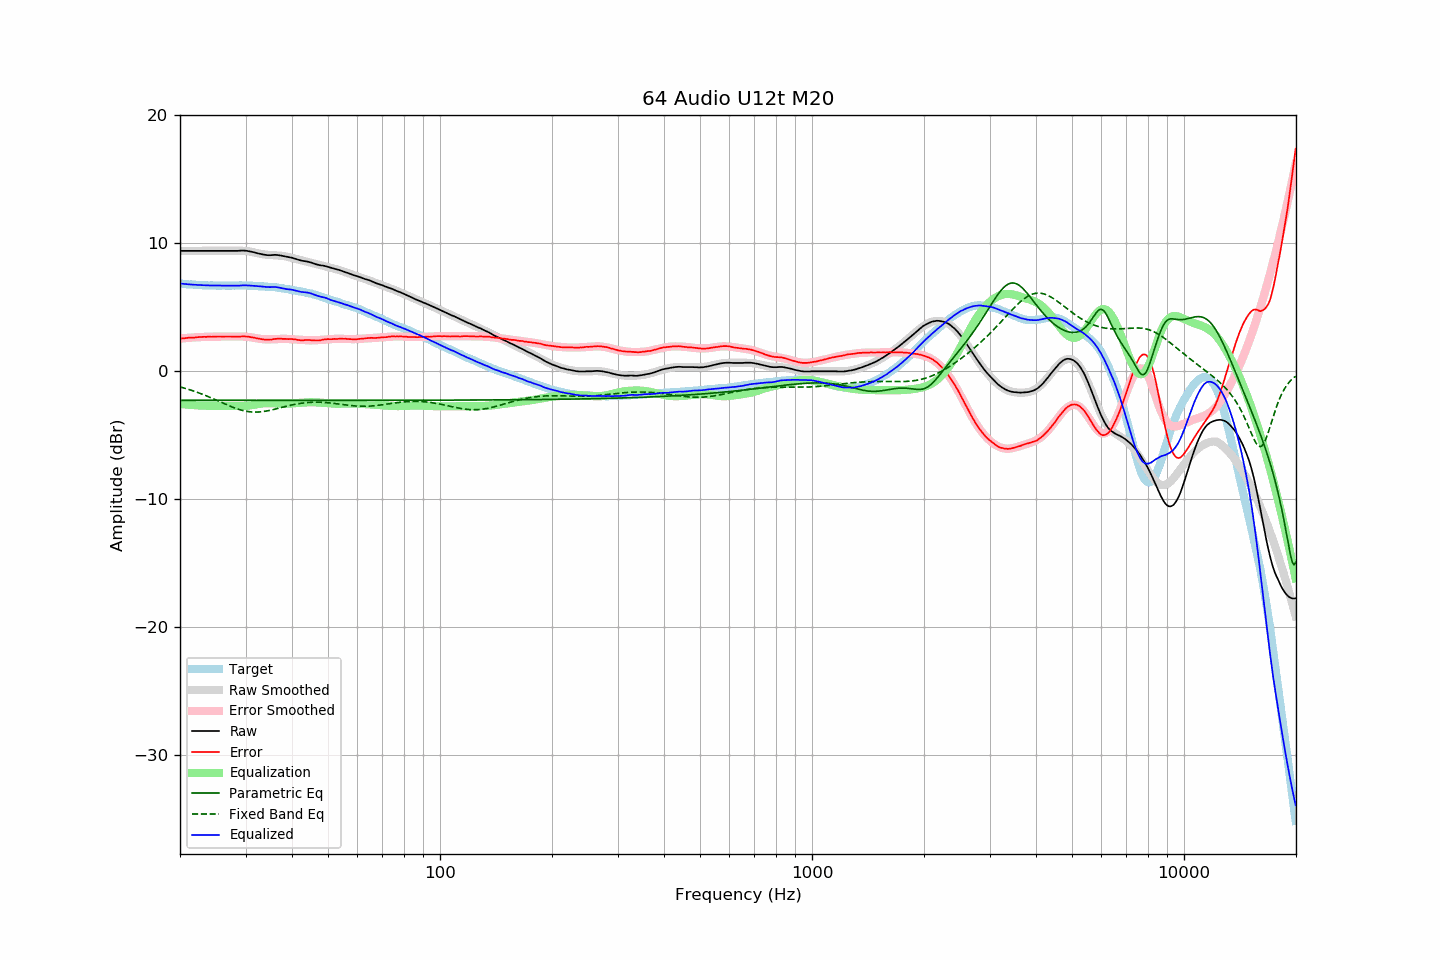 64 Audio U12t M20
20
10
0
−10
−20
−30
Amplitude (dBr)
100
1000
10000
Frequency (Hz)
Target
Raw Smoothed
Error Smoothed
Raw
Error
Equalization
Parametric Eq
Fixed Band Eq
Equalized